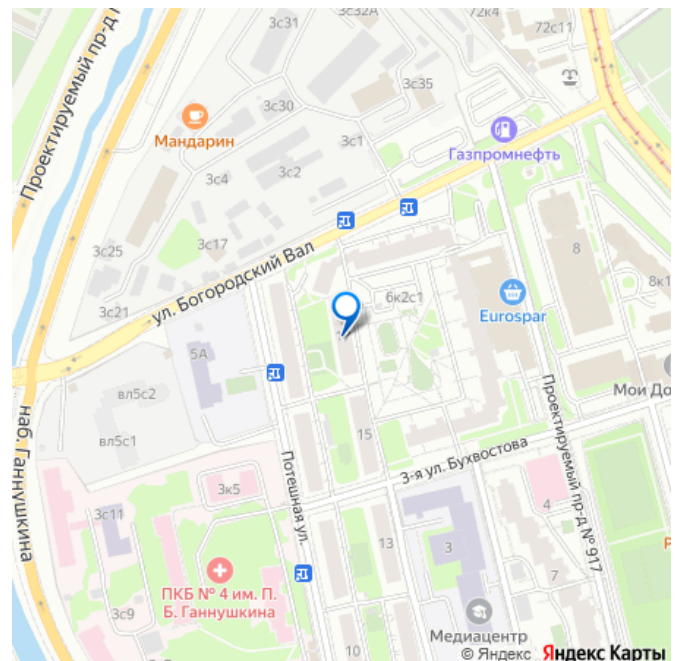 3с32А
72к4
72с11
3с31
Проектируемый пр-д
3с35
3с30
Мандарин
3с1
Газпромнефть
3с4
3с2
3с25
3с17
ул. Богородский Вал
8
6к2с1
8к1
3с21
Eurospar
5А
вл5с2
Мои До
вл5с1
15
3-я ул. Бухвостова
Проектируемый пр-д № 917
наб. Ганнушкина
Потешная ул.
3к5
4
3с11
13
3
ПКБ № 4 им. П.
Б. Ганнушкина
7
Р
3с9
10
Медиацентр
© Яндекс Яндекс Карты